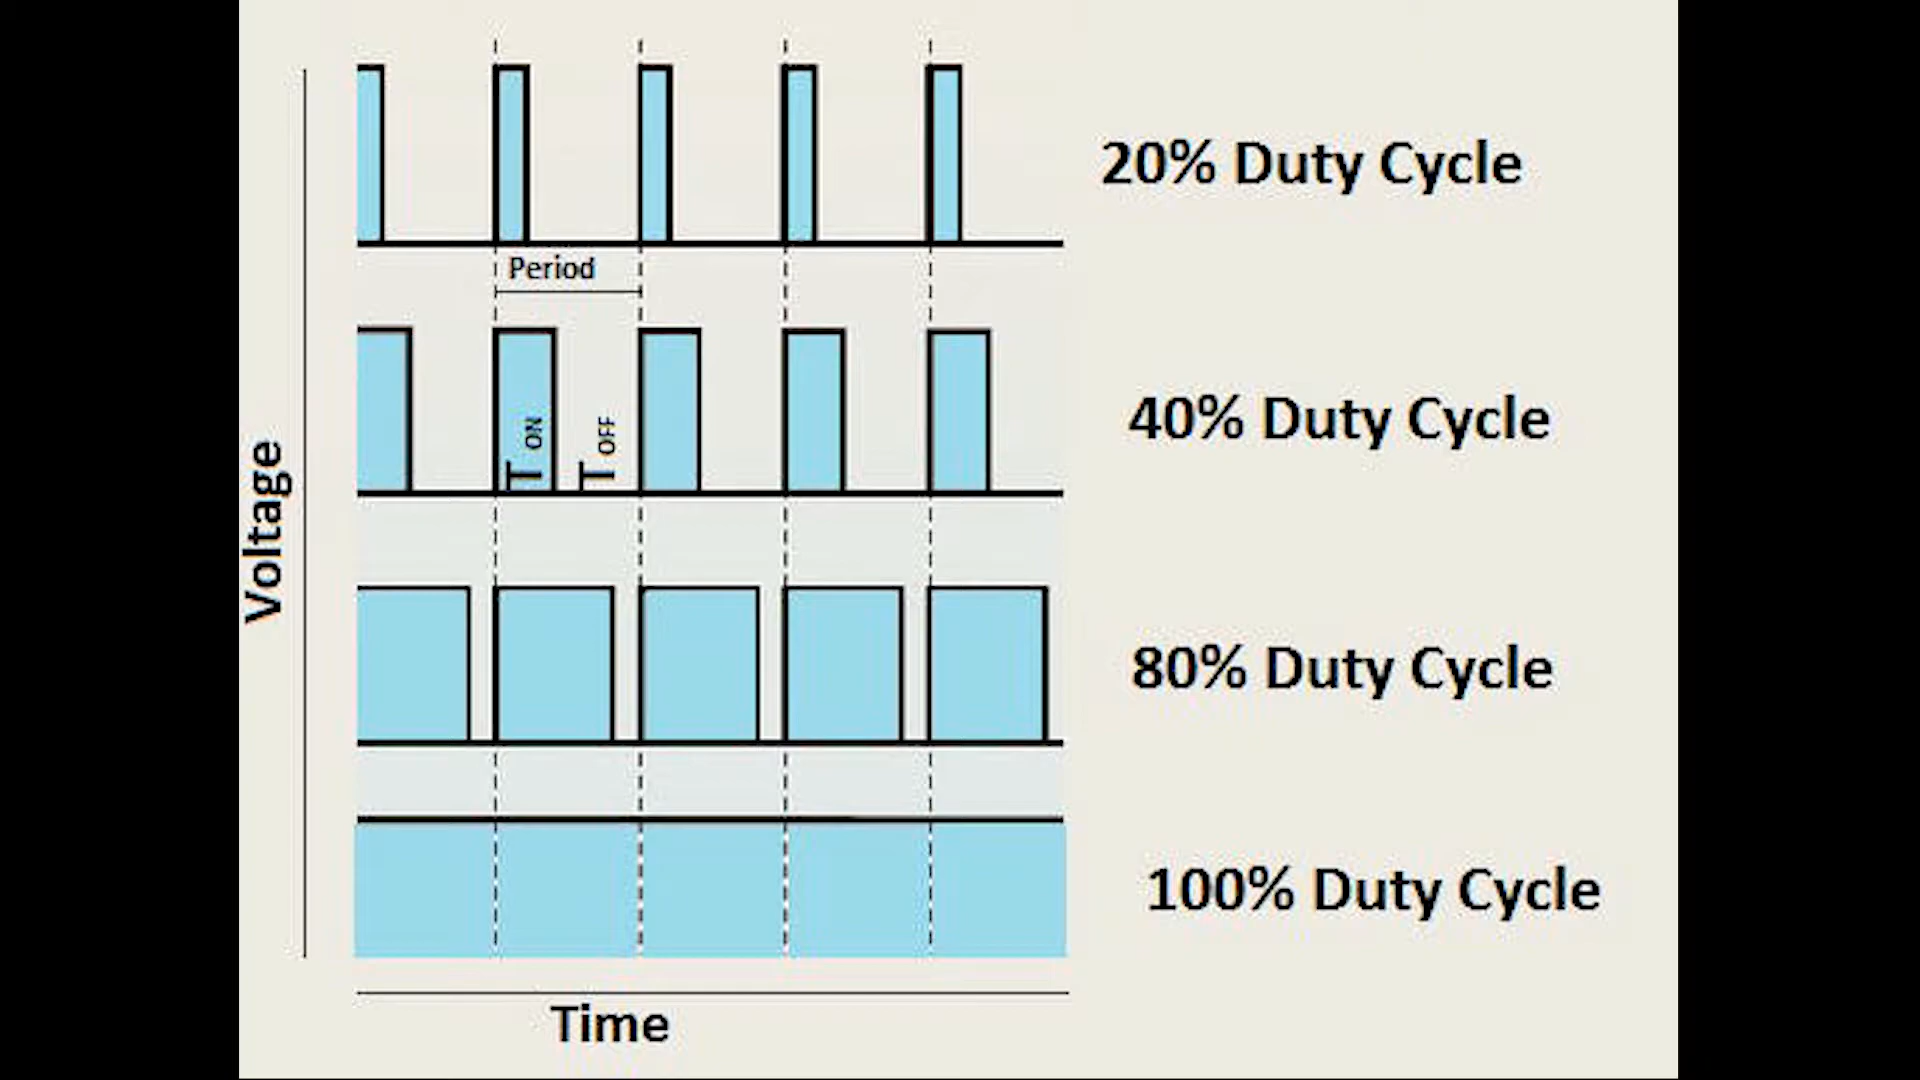 20% Duty Cycle
Period
40% Duty Cycle
T ON
T OFF
Voltage
80% Duty Cycle
100% Duty Cycle
Time